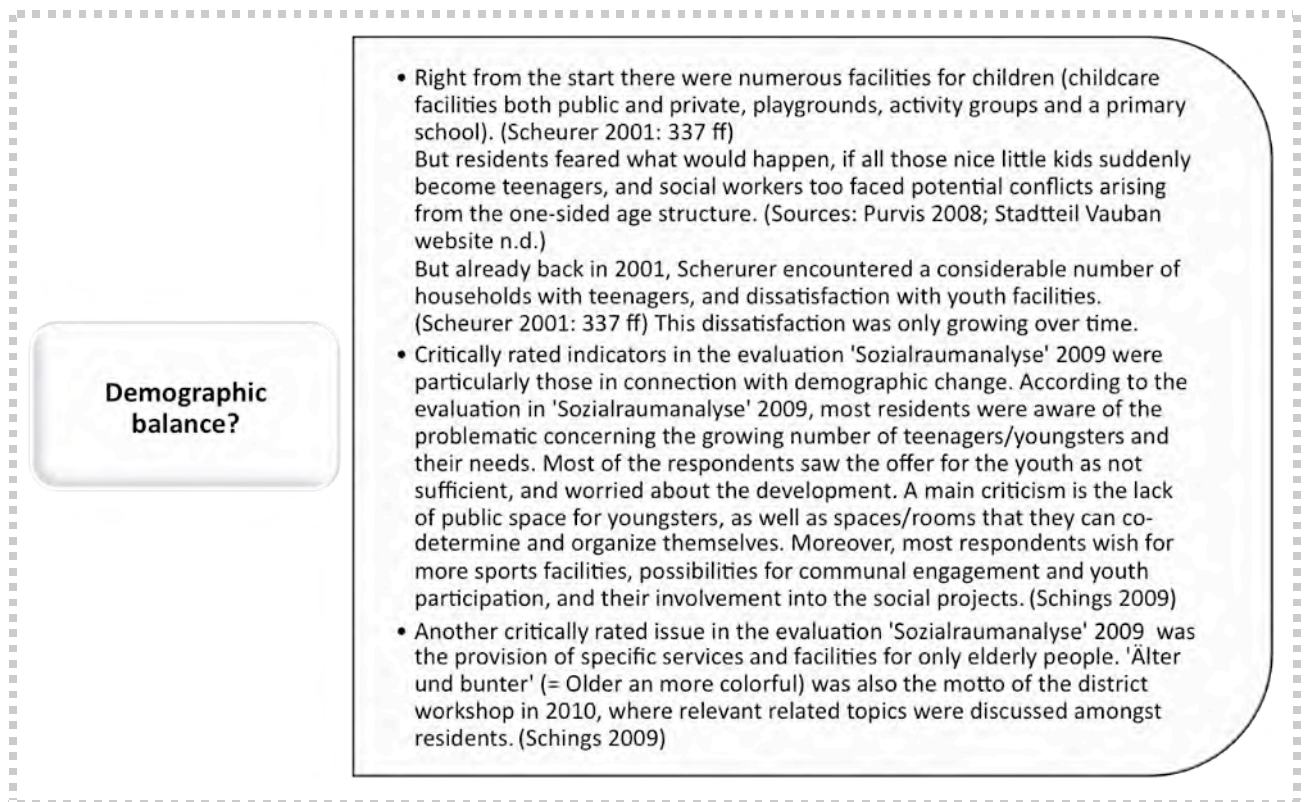 Demographic
balance?
• Right from the start there were numerous facilities for children (childcare
facilities both public and private, playgrounds, activity groups and a primary
school). (Scheurer 2001: 337 ff)
But residents feared what would happen, if all those nice little kids suddenly
become teenagers, and social workers too faced potential conflicts arising
from the one-sided age structure. (Sources: Purvis 2008; Stadtteil Vauban
website n.d.)
But already back in 2001, Scherurer encountered a considerable number of
households with teenagers, and dissatisfaction with youth facilities.
(Scheurer 2001: 337 ff) This dissatisfaction was only growing over time.
• Critically rated indicators in the evaluation 'Sozialraumanalyse' 2009 were
particularly those in connection with demographic change. According to the
evaluation in 'Sozialraumanalyse' 2009, most residents were aware of the
problematic concerning the growing number of teenagers/youngsters and
their needs. Most of the respondents saw the offer for the youth as not
sufficient, and worried about the development. A main criticism is the lack
of public space for youngsters, as well as spaces/rooms that they can co-
determine and organize themselves. Moreover, most respondents wish for
more sports facilities, possibilities for communal engagement and youth
participation, and their involvement into the social projects. (Schings 2009)
• Another critically rated issue in the evaluation 'Sozialraumanalyse' 2009 was
the provision of specific services and facilities for only elderly people. 'Älter
und bunter' (= Older an more colorful) was also the motto of the district
workshop in 2010, where relevant related topics were discussed amongst
residents. (Schings 2009)